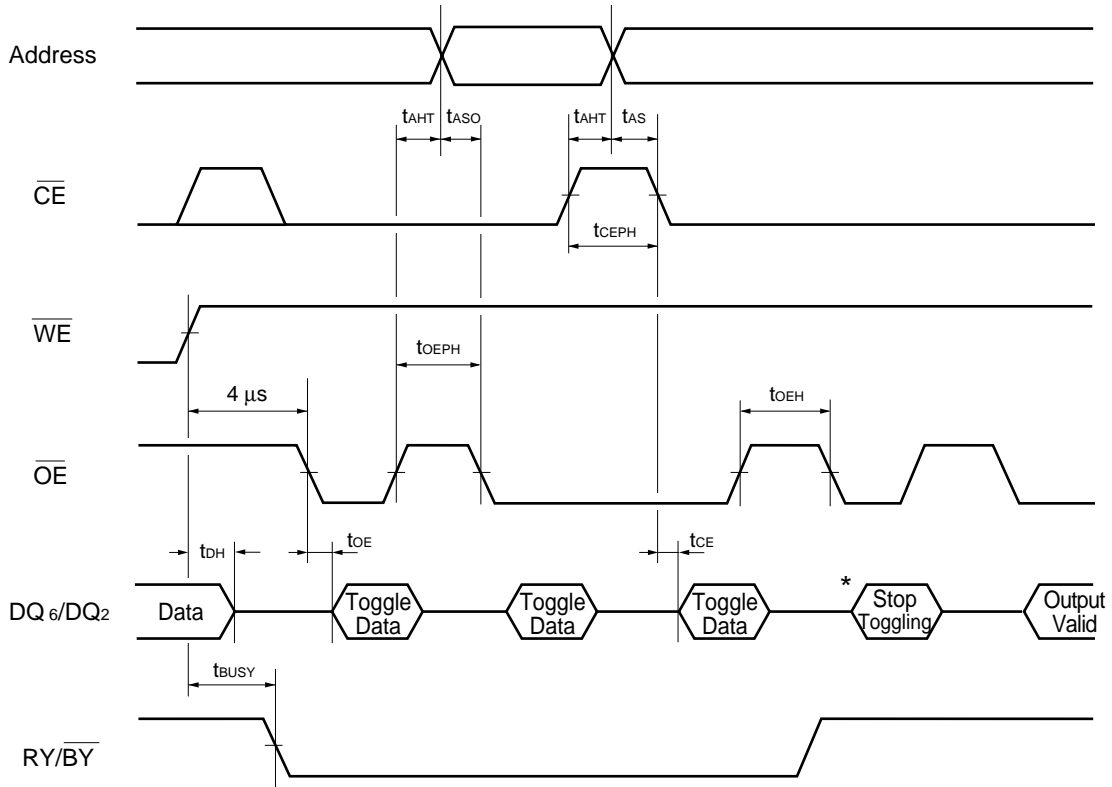 Address
tAHT tASO tAHT tAS
CE
tCEPH
WE
tOEPH
4 μs tOEH
OE
tDH tOE tCE
DQ6/DQ2 Data Toggle Data Toggle Data Toggle Data * Stop Toggling Output Valid
tBUSY
RY/BY